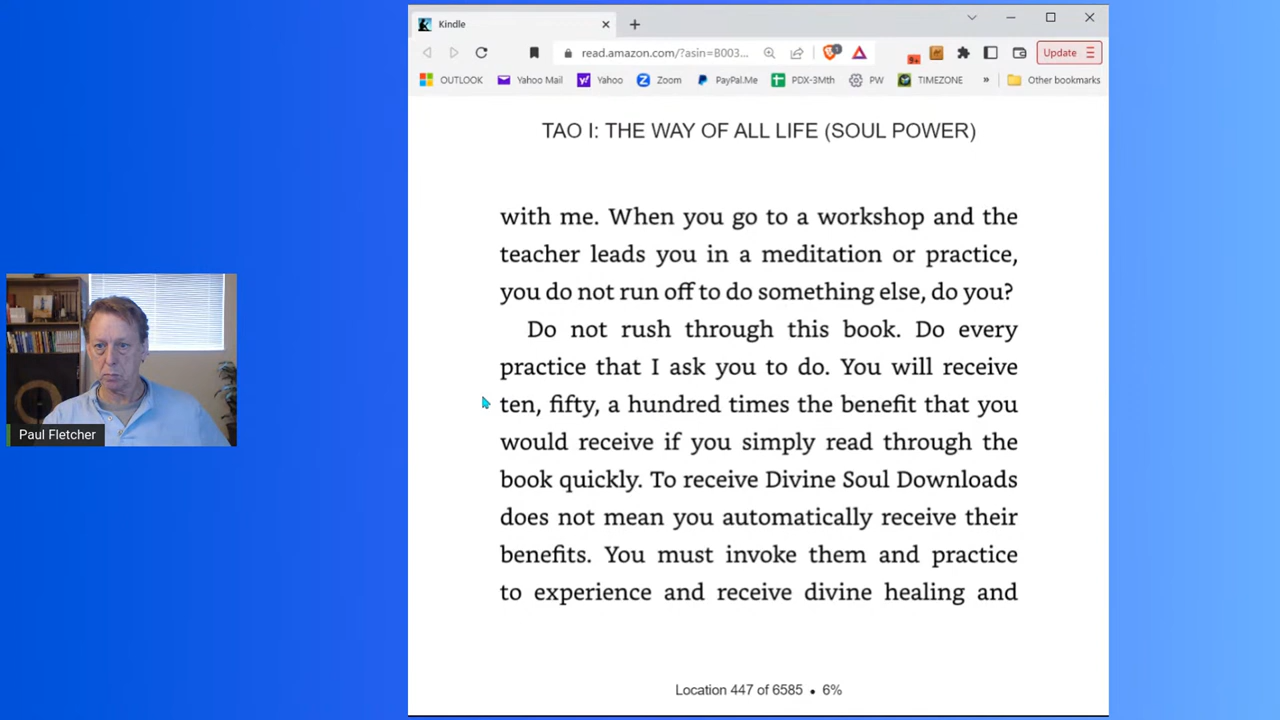 Kindle
read.amazon.com/?asin=B003...
9+
1
Update
OUTLOOK
Yahoo Mail
Yahoo
Zoom
PayPal.Me
PDX-3Mth
PW
TIMEZONE
»
Other bookmarks
TAO I: THE WAY OF ALL LIFE (SOUL POWER)
with me. When you go to a workshop and the
teacher leads you in a meditation or practice,
you do not run off to do something else, do you?
Do not rush through this book. Do every
practice that I ask you to do. You will receive
ten, fifty, a hundred times the benefit that you
would receive if you simply read through the
book quickly. To receive Divine Soul Downloads
does not mean you automatically receive their
benefits. You must invoke them and practice
to experience and receive divine healing and
Location 447 of 6585 • 6%
Paul Fletcher